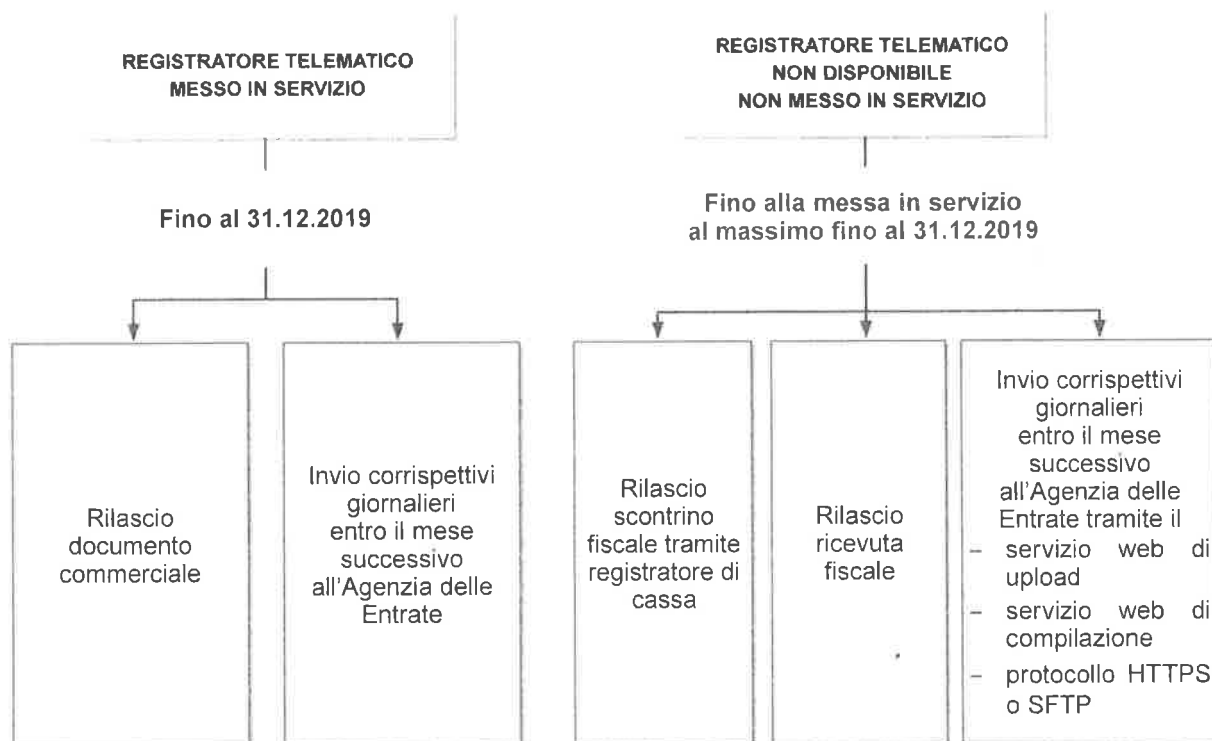 REGISTRATORE TELEMATICO
MESSO IN SERVIZIO
Fino al 31.12.2019
Rilascio
documento
commerciale
Invio corrispettivi
giornalieri
entro il mese
successivo
all'Agenzia delle
Entrate
REGISTRATORE TELEMATICO
NON DISPONIBILE
NON MESSO IN SERVIZIO
Fino alla messa in servizio
al massimo fino al 31.12.2019
Rilascio
scontrino
fiscale tramite
registratore di
cassa
Rilascio
ricevuta
fiscale
Invio corrispettivi
giornalieri
entro il mese
successivo
all'Agenzia delle
Entrate tramite il
– servizio web di
upload
– servizio web di
compilazione
– protocollo HTTPS
o SFTP